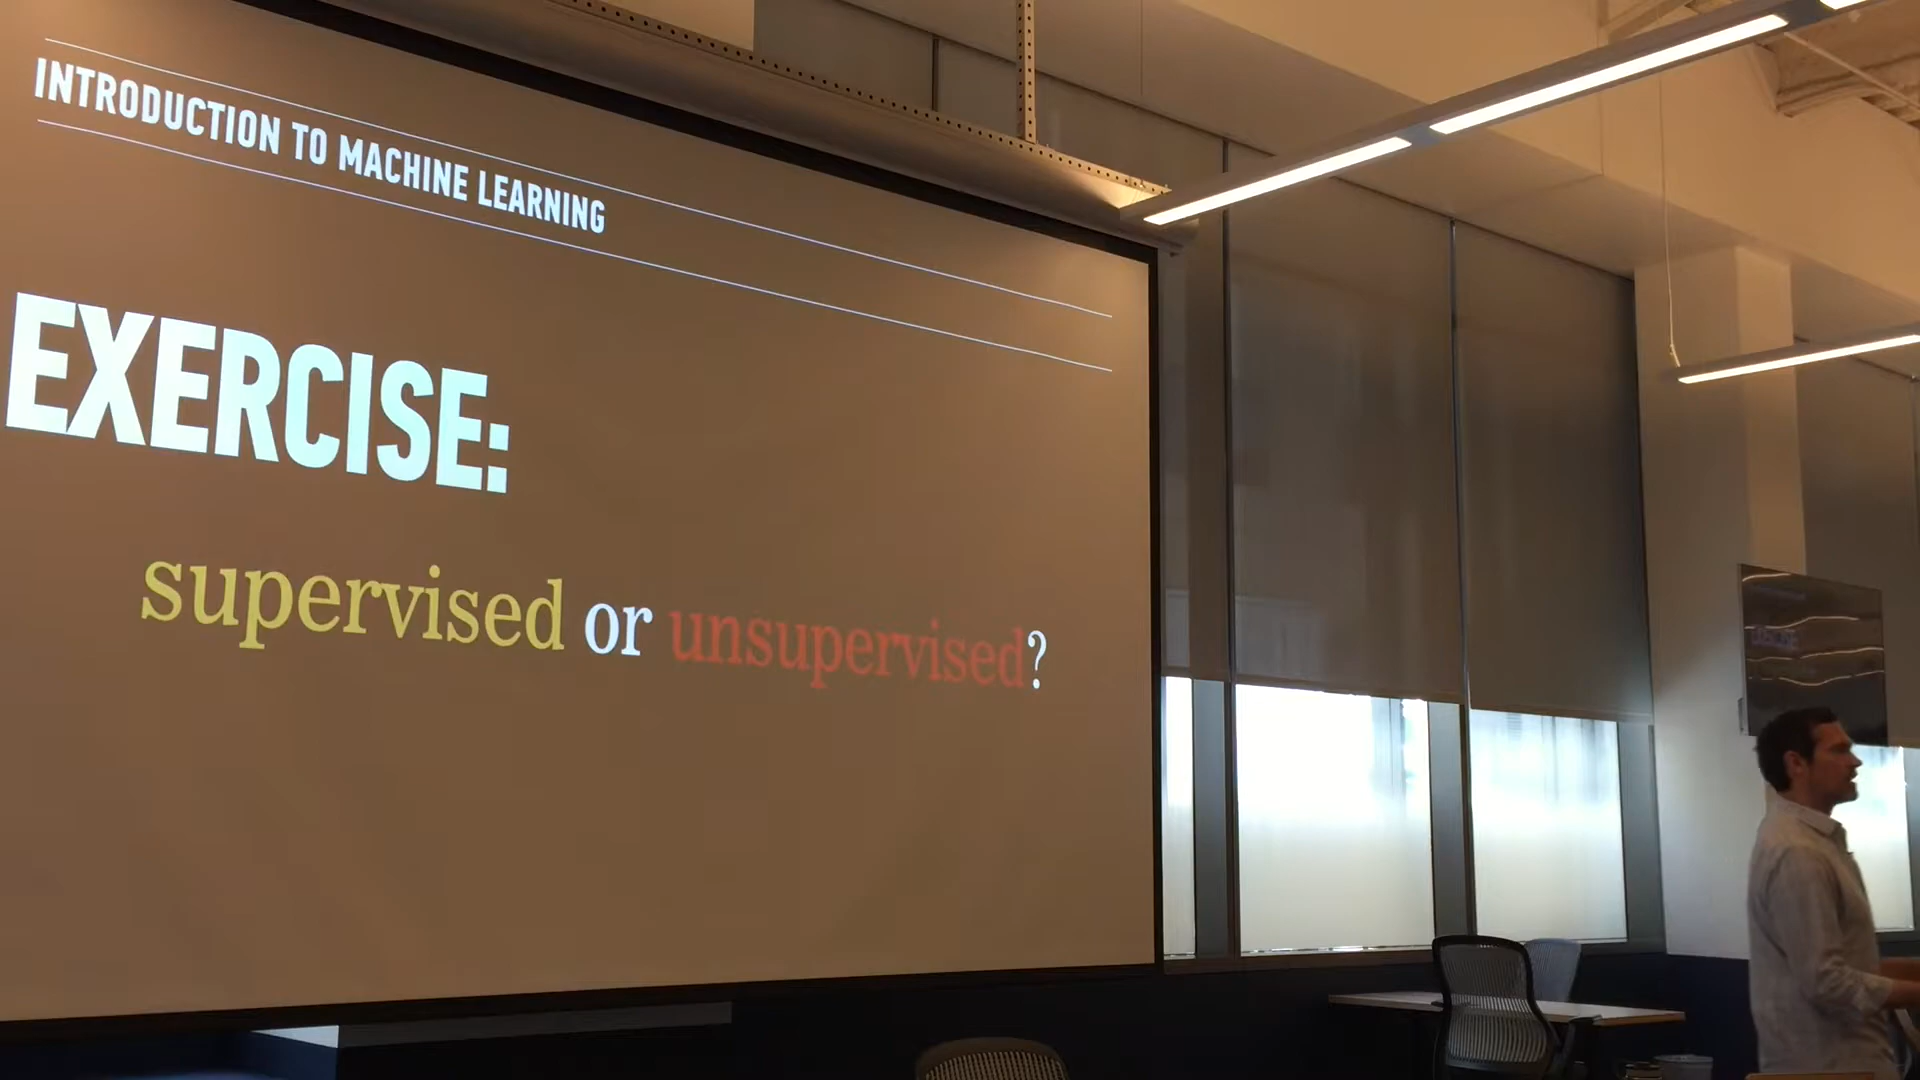 INTRODUCTION TO MACHINE LEARNING
EXERCISE:
supervised or unsupervised?